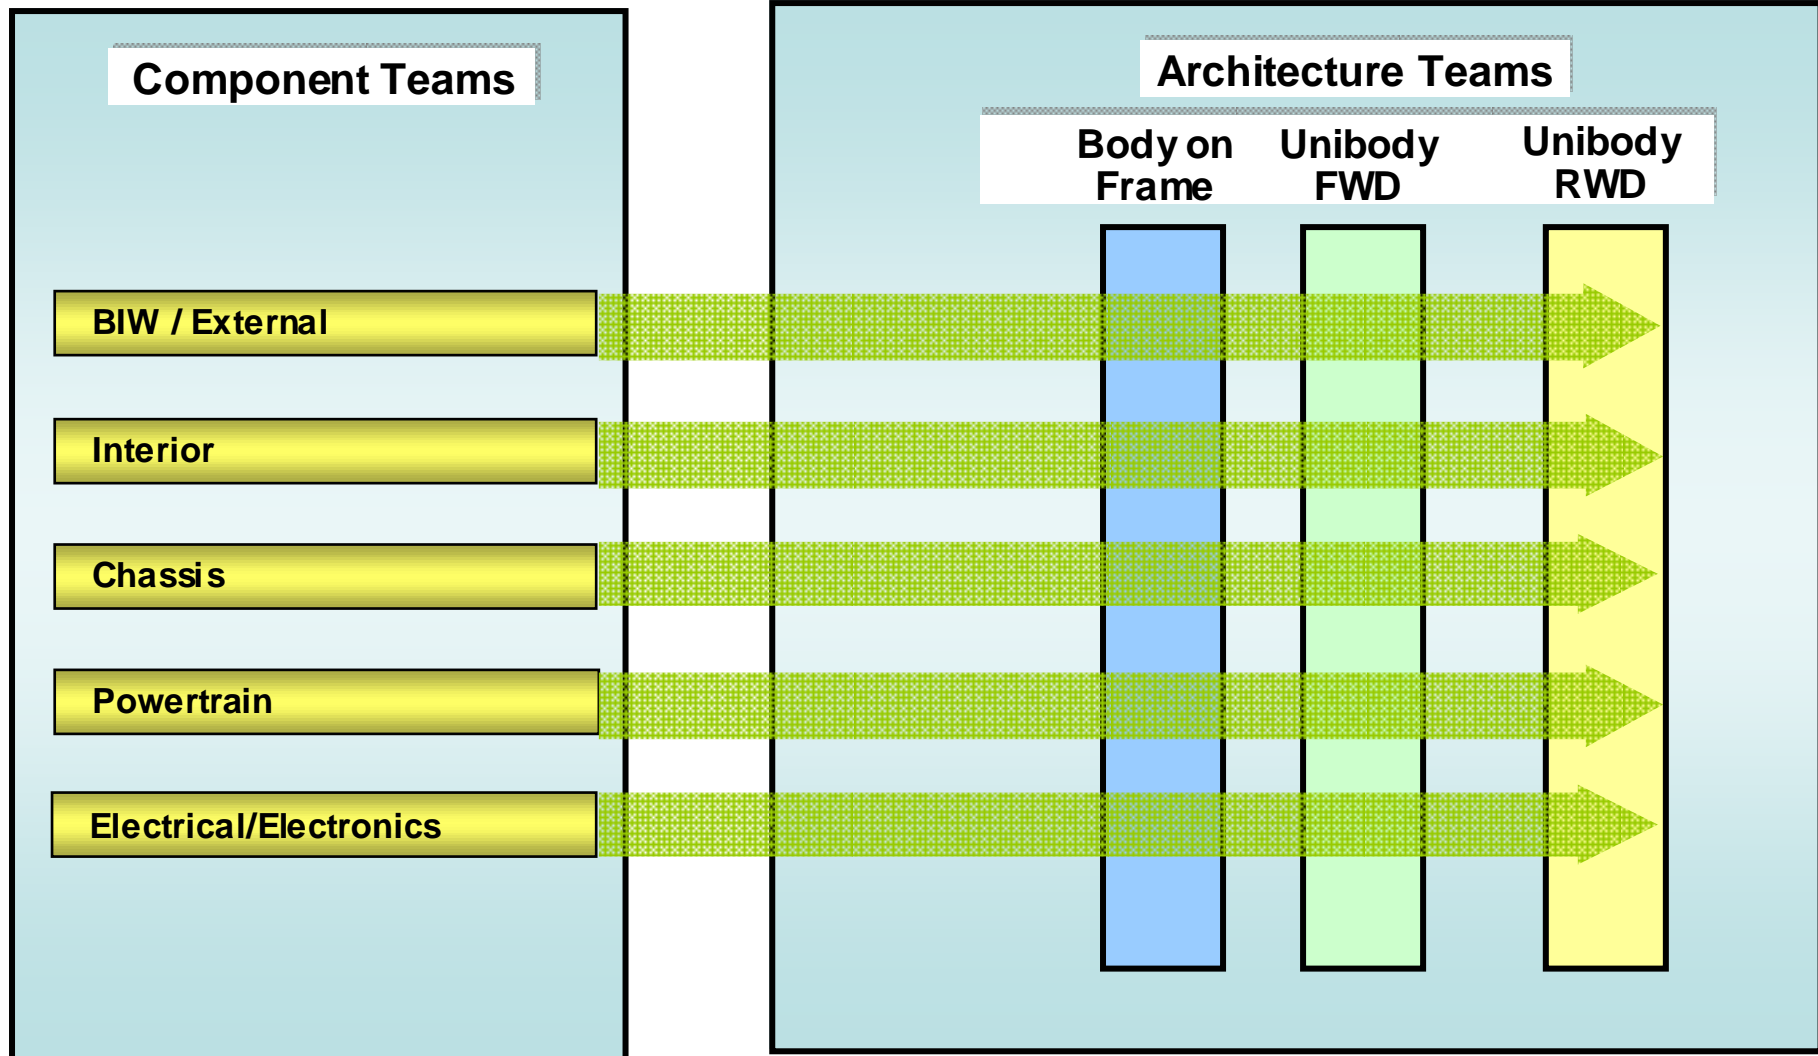 Component Teams
Architecture Teams
Body on Unibody Unibody
Frame FWD RWD
BIW / External
Interior
Chassis
Powertrain
Electrical/Electronics